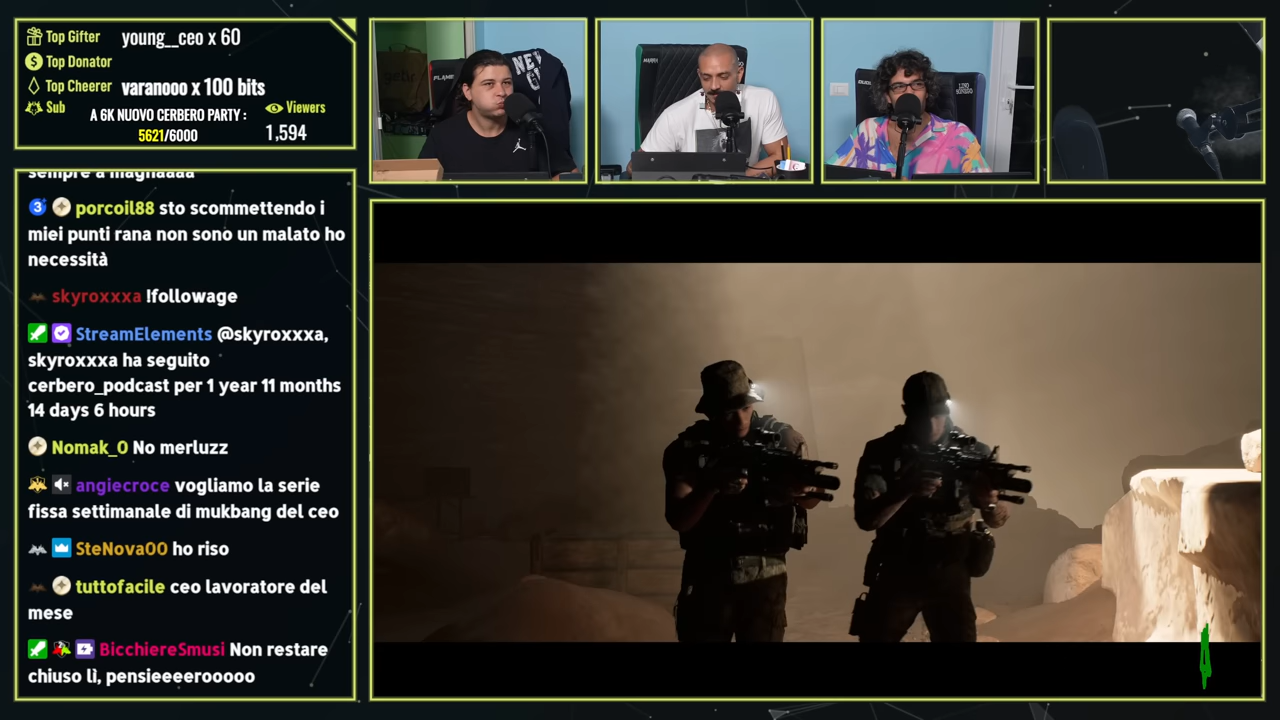 Top Gifter young__ceo x 60
Top Donator
Top Cheerer varanooo x 100 bits
Sub A 6K NUOVO CERBERO PARTY : Viewers
5621/6000 1,594
sempre a magnaaaa
3 porcoil88 sto scommettendo i
miei punti rana non sono un malato ho
necessità
skyroxxxa !followage
StreamElements @skyroxxxa,
skyroxxxa ha seguito
cerbero_podcast per 1 year 11 months
14 days 6 hours
Nomak_0 No merluzz
angiecroce vogliamo la serie
fissa settimanale di mukbang del ceo
SteNova00 ho riso
tuttofacile ceo lavoratore del
mese
BicchiereSmusi Non restare
chiuso lì, pensieeeerooooo